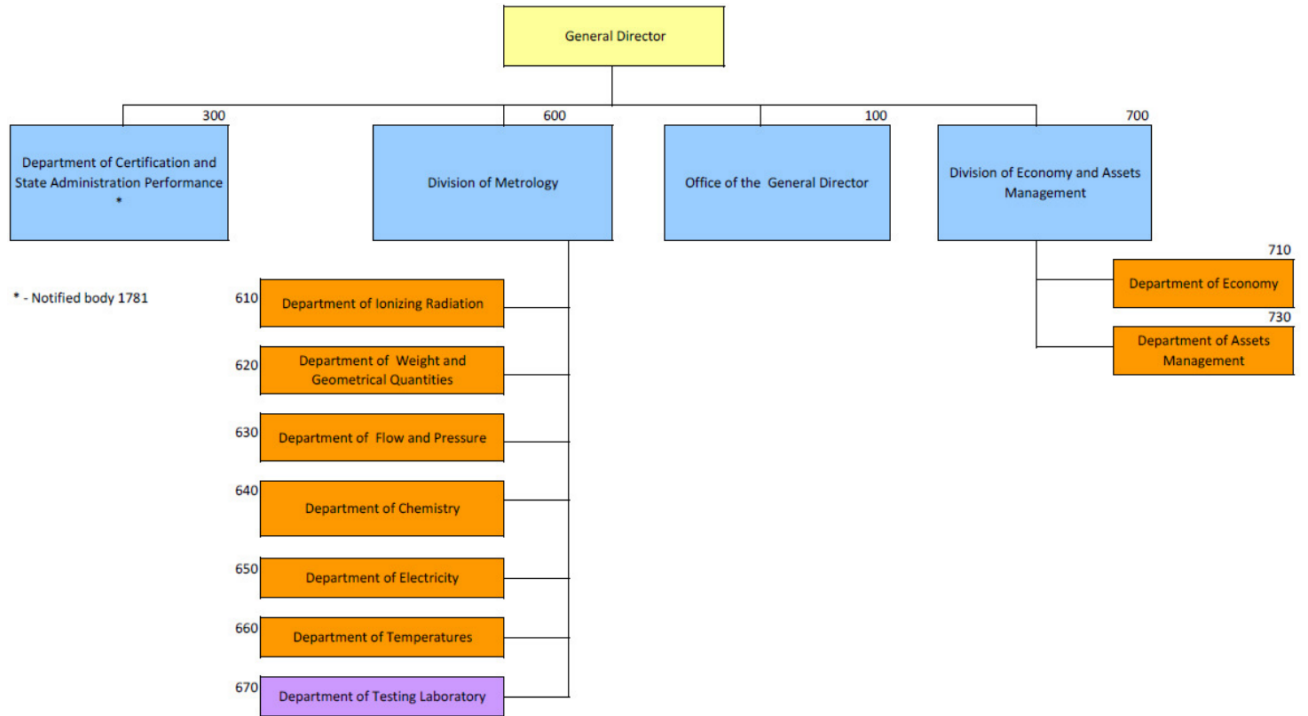 General Director
300
600
100
700
Department of Certification and
State Administration Performance
*
Division of Metrology
Office of the General Director
Division of Economy and Assets
Management
710
Department of Economy
730
Department of Assets
Management
* - Notified body 1781
610
Department of Ionizing Radiation
620
Department of Weight and
Geometrical Quantities
630
Department of Flow and Pressure
640
Department of Chemistry
650
Department of Electricity
660
Department of Temperatures
670
Department of Testing Laboratory